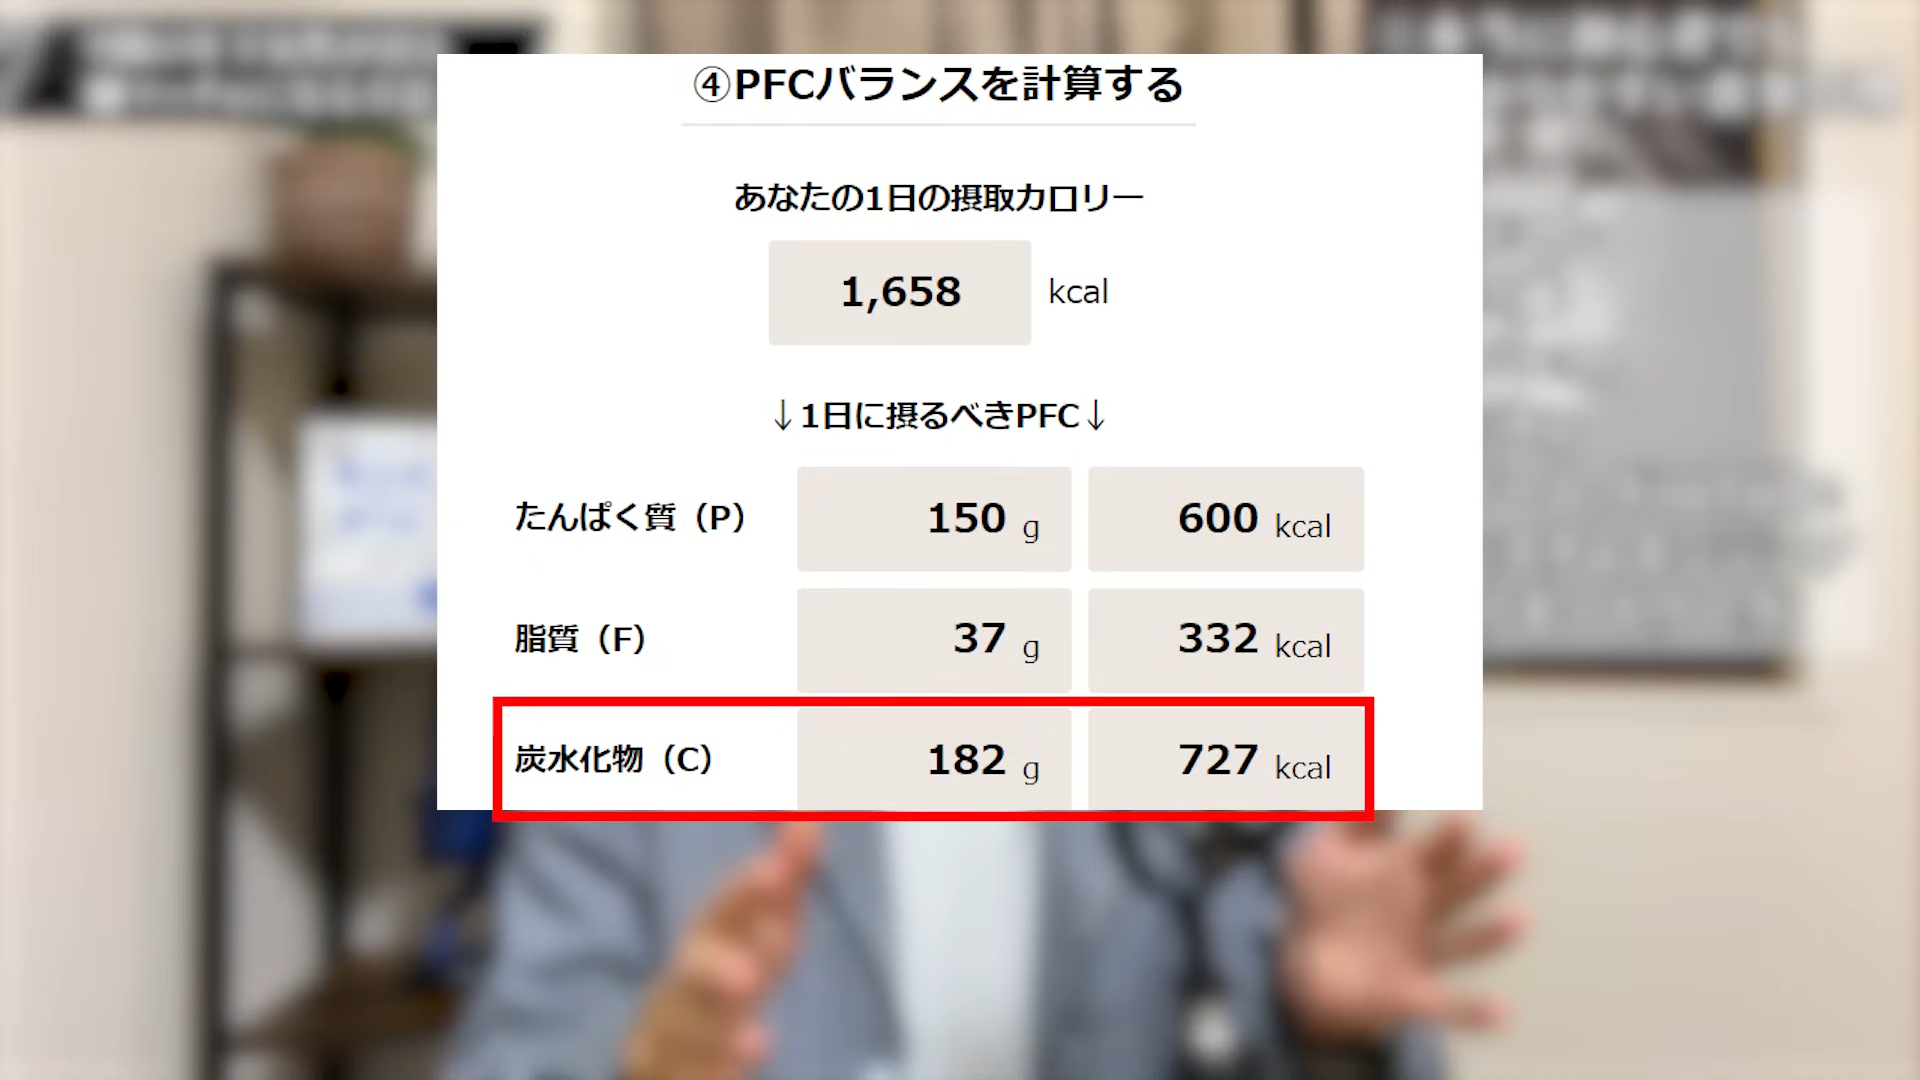 ④PFCバランスを計算する
あなたの1日の摂取カロリー
1,658 kcal
↓1日に摂るべきPFC↓
たんぱく質（P） 150 g 600 kcal
脂質（F） 37 g 332 kcal
炭水化物（C） 182 g 727 kcal